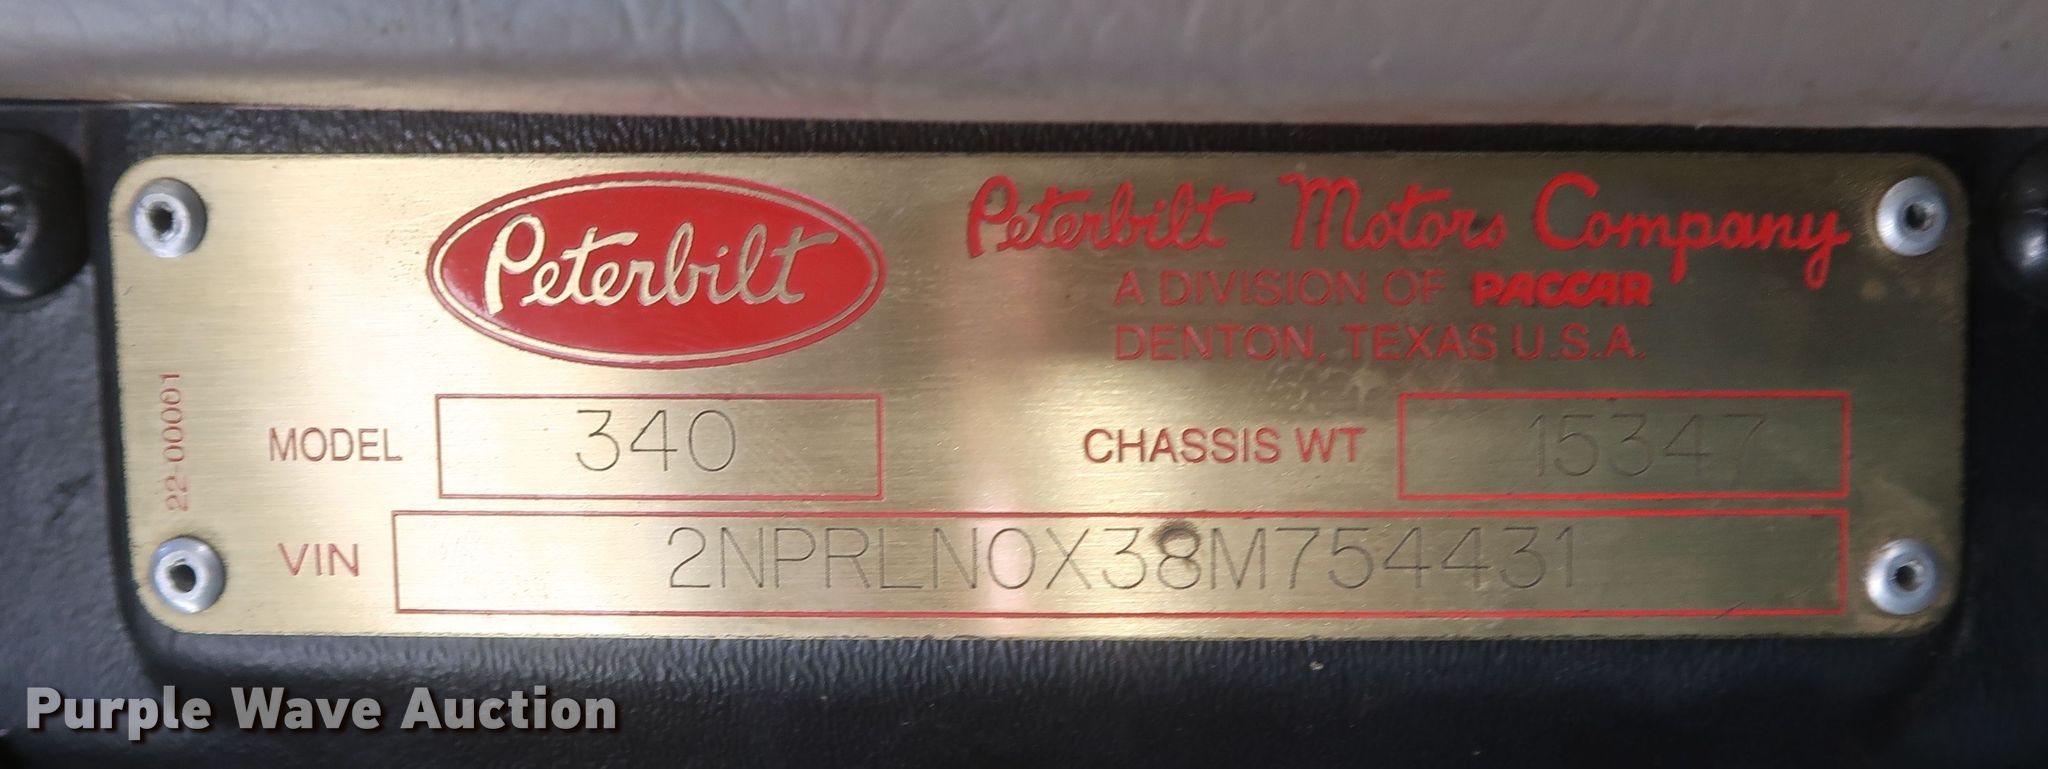 Peterbilt
Peterbilt Motors Company
A DIVISION OF PACCAR
DENTON, TEXAS U.S.A.
22-00001
MODEL 340
CHASSIS WT 15347
VIN 2NPRLN0X38M754431
Purple Wave Auction